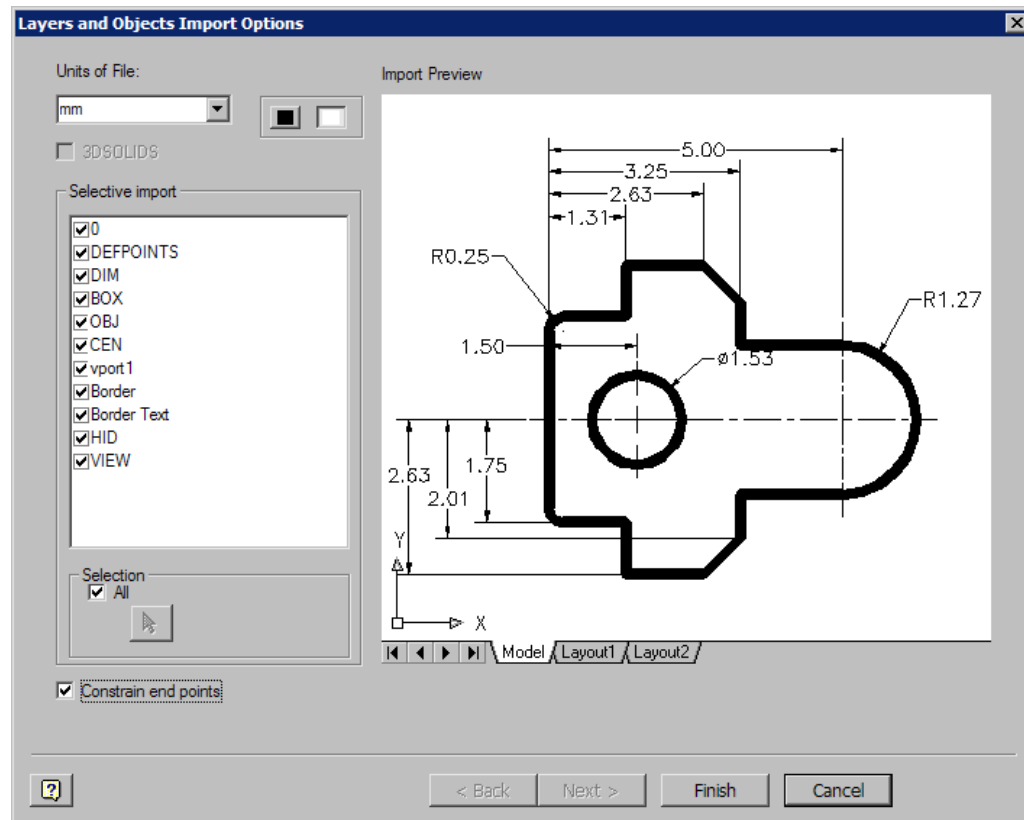 Layers and Objects Import Options
Units of File:
mm
3DSOLIDS
Selective import
0
DEFPOINTS
DIM
BOX
OBJ
CEN
vport1
Border
Border Text
HID
VIEW
Selection
All
Constrain end points
Import Preview
5.00
3.25
2.63
1.31
R0.25
R1.27
1.50
ø1.53
2.63
1.75
2.01
Y
X
Model
Layout1
Layout2
?
< Back
Next >
Finish
Cancel